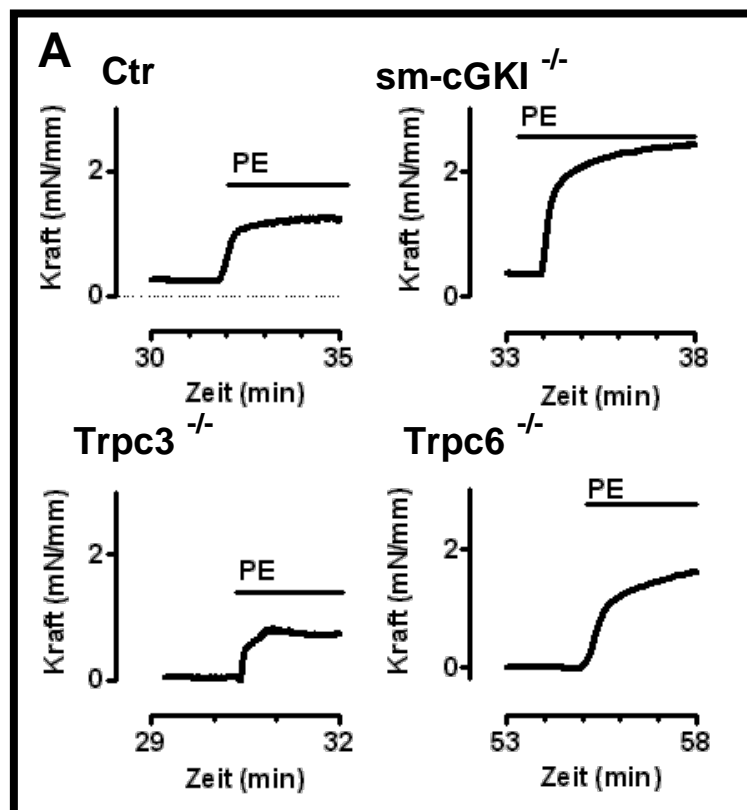 A
Ctr
Kraft (mN/mm)
2
0
PE
30
35
Zeit (min)
sm-cGKI -/-
Kraft (mN/mm)
2
0
PE
33
38
Zeit (min)
Trpc3 -/-
Kraft (mN/mm)
2
0
PE
29
32
Zeit (min)
Trpc6 -/-
Kraft (mN/mm)
2
0
PE
53
58
Zeit (min)